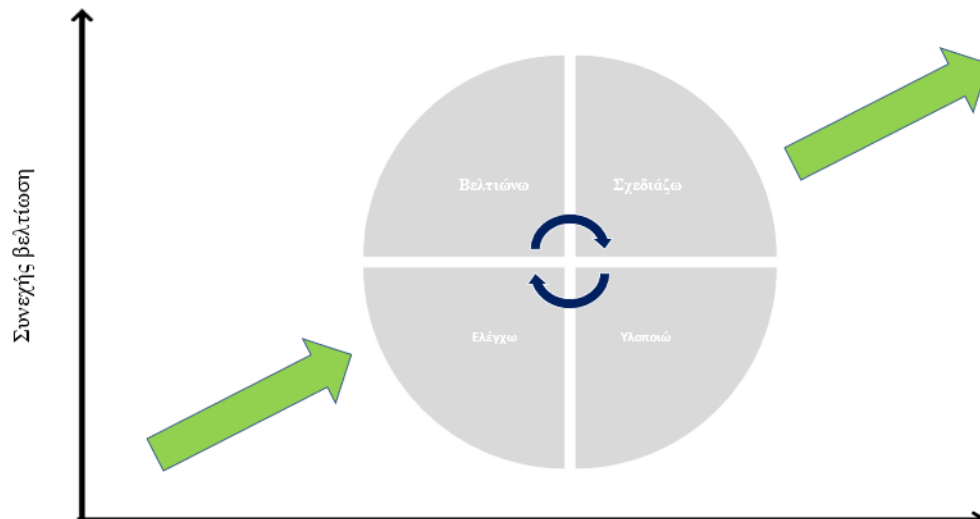 Συνεχής βελτίωση
Βελτιώνω
Σχεδιάζω
Ελέγχω
Υλοποιώ